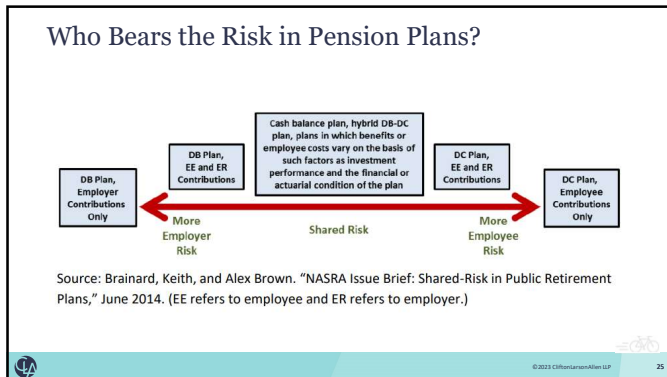 Who Bears the Risk in Pension Plans?
DB Plan,
Employer
Contributions
Only
DB Plan,
EE and ER
Contributions
Cash balance plan, hybrid DB-DC
plan, plans in which benefits or
employee costs vary on the basis of
such factors as investment
performance and the financial or
actuarial condition of the plan
DC Plan,
EE and ER
Contributions
DC Plan,
Employee
Contributions
Only
More
Employer
Risk
Shared Risk
More
Employee
Risk
Source: Brainard, Keith, and Alex Brown. “NASRA Issue Brief: Shared-Risk in Public Retirement
Plans,” June 2014. (EE refers to employee and ER refers to employer.)
CLA
©2023 CliftonLarsonAllen LLP
25